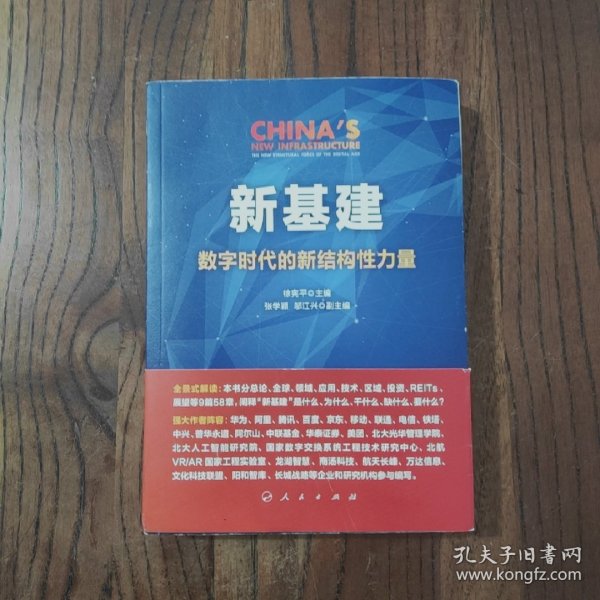 CHINA'S
NEW INFRASTRUCTURE
THE NEW STRUCTURAL FORCE OF THE DIGITAL AGE
新基建
数字时代的新结构性力量
徐宪平◎主编
张学颖 邬江兴◎副主编
全景式解读：本书分总论、全球、领域、应用、技术、区域、投资、REITs、
展望等9篇58章，阐释“新基建”是什么、为什么、干什么、缺什么、要什么？
强大作者阵容：华为、阿里、腾讯、百度、京东、移动、联通、电信、铁塔、
中兴、普华永道、阿尔山、中联基金、华泰证券、美团、北大光华管理学院、
北大人工智能研究院、国家数字交换系统工程技术研究中心、北航
VR/AR国家工程实验室、龙湖智慧、商汤科技、航天长峰、万达信息、
文化科技联盟、阳和智库、长城战略等企业和研究机构参与编写。
人民出版社
孔夫子旧书网
www.kongfz.com